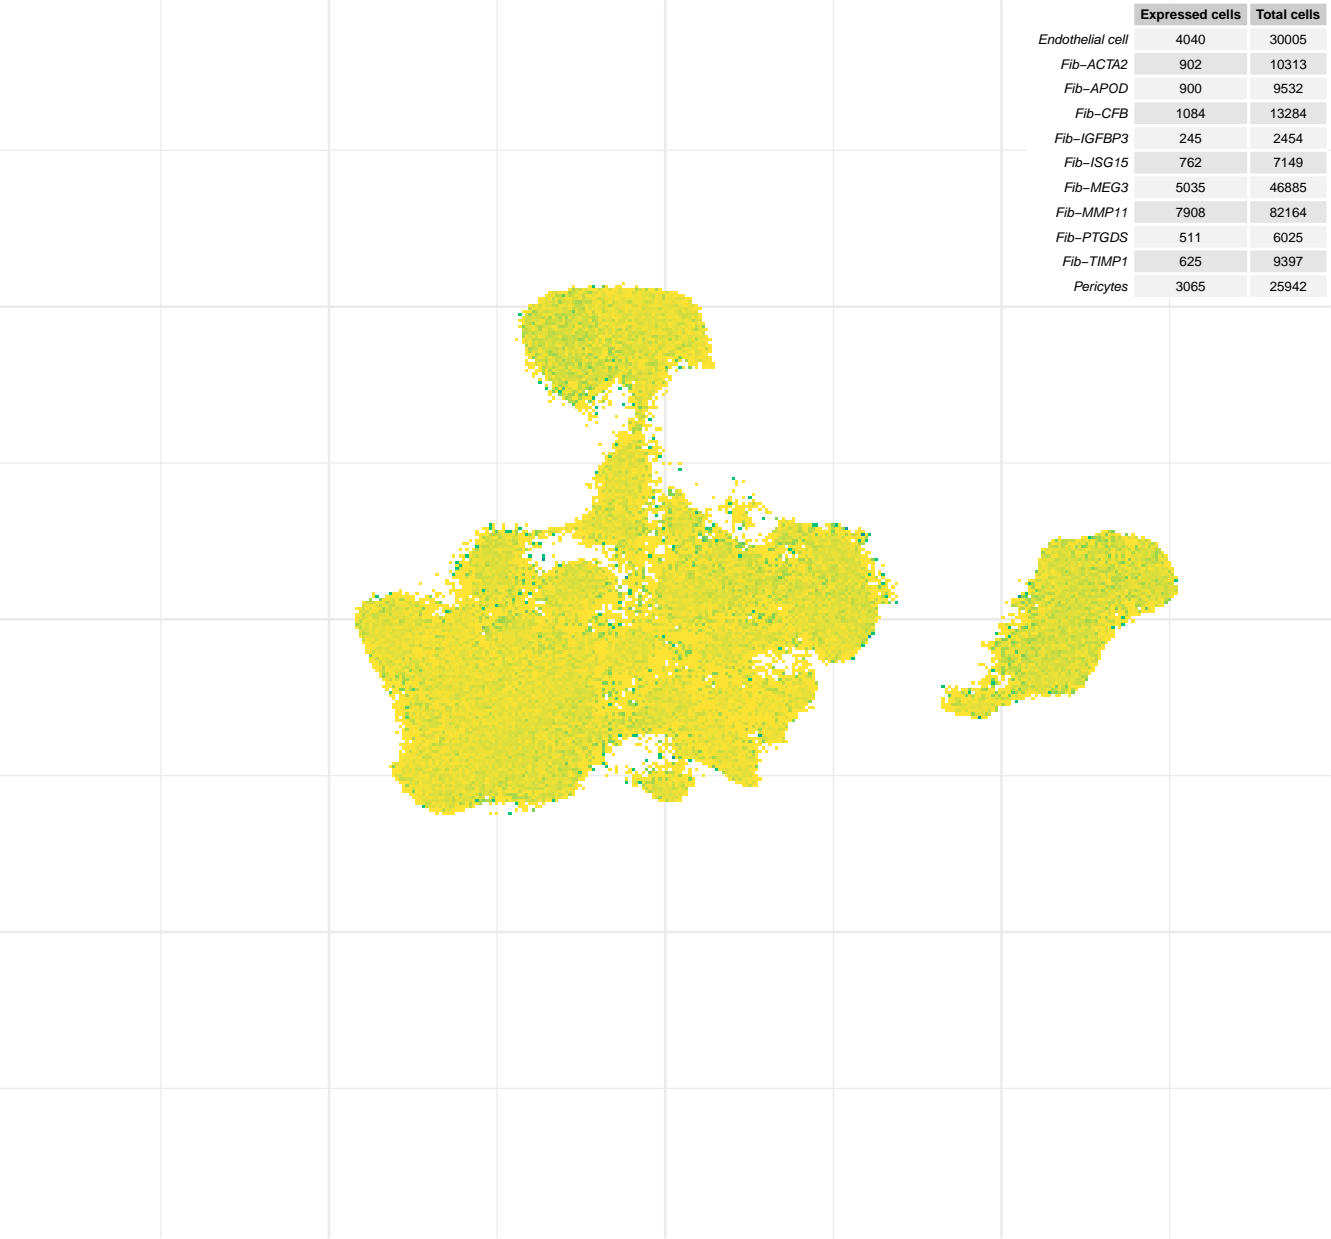 Expressed cells Total cells
Endothelial cell 4040 30005
Fib−ACTA2 902 10313
Fib−APOD 900 9532
Fib−CFB 1084 13284
Fib−IGFBP3 245 2454
Fib−ISG15 762 7149
Fib−MEG3 5035 46885
Fib−MMP11 7908 82164
Fib−PTGDS 511 6025
Fib−TIMP1 625 9397
Pericytes 3065 25942